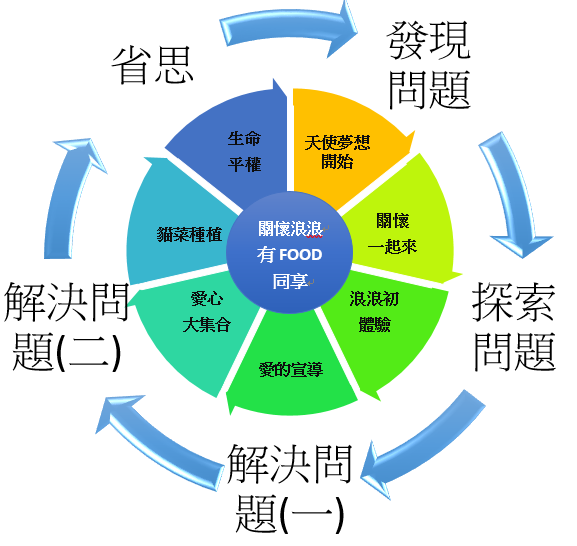 省思
發現
問題
生命
平權
天使夢想
開始
貓菜種植
關懷浪浪
有 FOOD
同享
關懷
一起來
愛心
大集合
浪浪初
體驗
愛的宣導
解決問
題(二)
探索
問題
解決問
題(一)